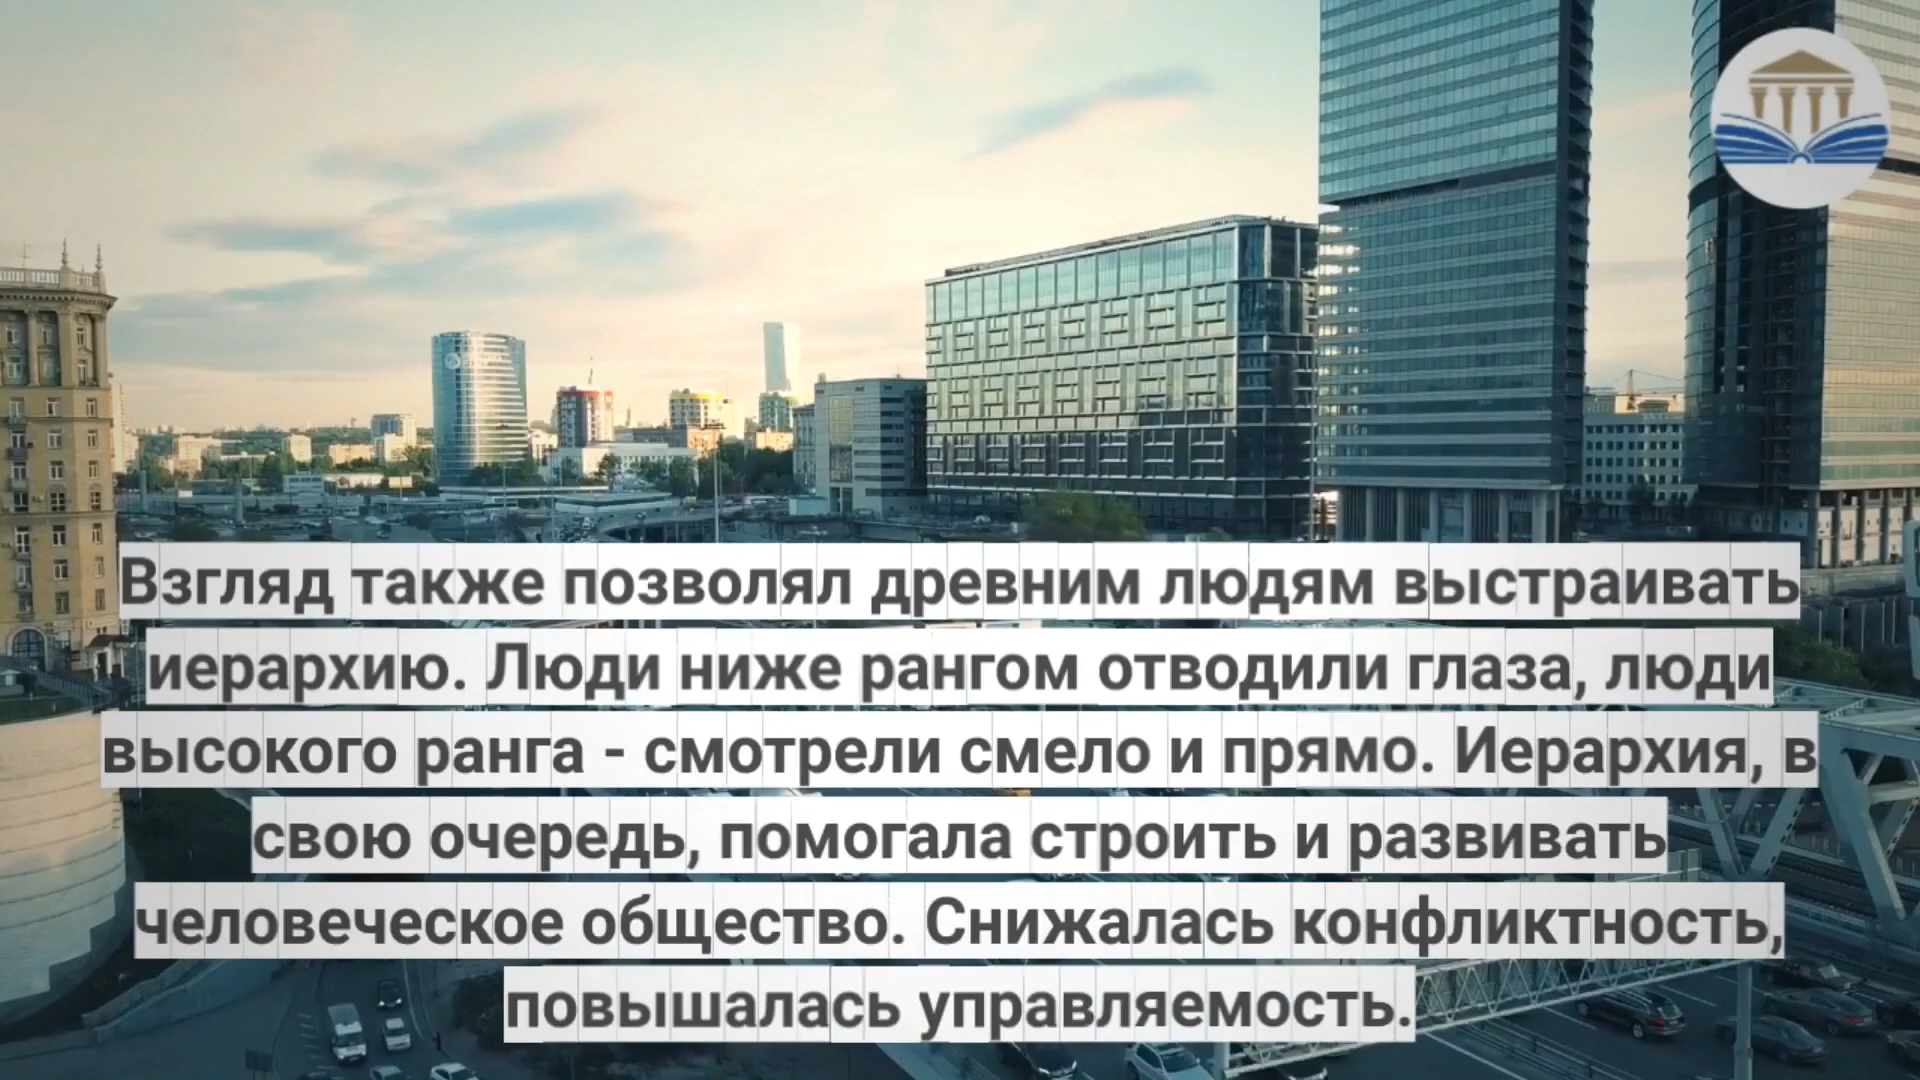 Взгляд также позволял древним людям выстраивать
иерархию. Люди ниже рангом отводили глаза, люди
высокого ранга - смотрели смело и прямо. Иерархия, в
свою очередь, помогала строить и развивать
человеческое общество. Снижалась конфликтность,
повышалась управляемость.